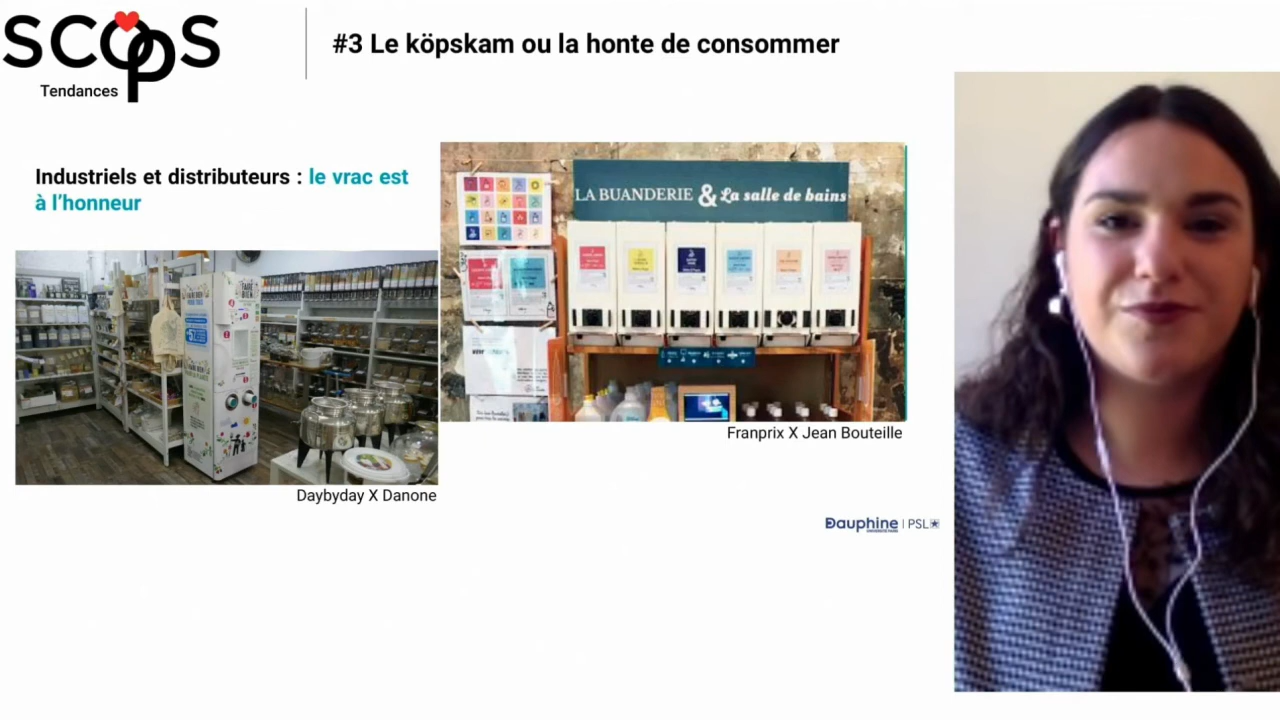 SCOPS
Tendances
#3 Le köpskam ou la honte de consommer
Industriels et distributeurs : le vrac est
à l’honneur
LA BUANDERIE & La salle de bains
Franprix X Jean Bouteille
Daybyday X Danone
Dauphine | PSL